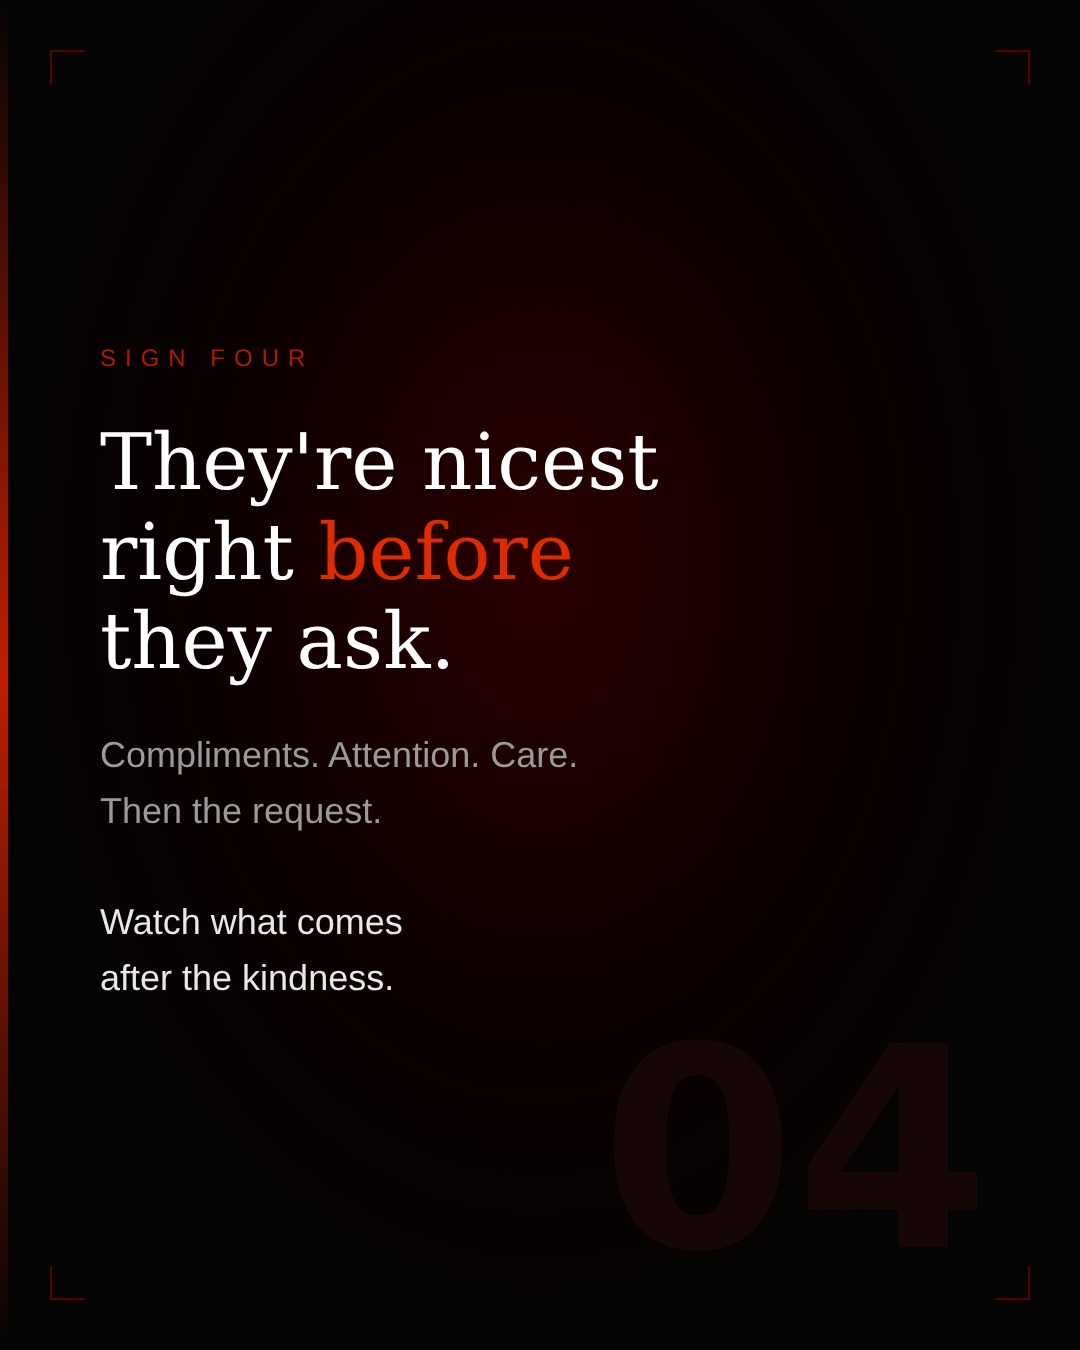 SIGN FOUR
They're nicest
right before
they ask.
Compliments. Attention. Care.
Then the request.
Watch what comes
after the kindness.
04